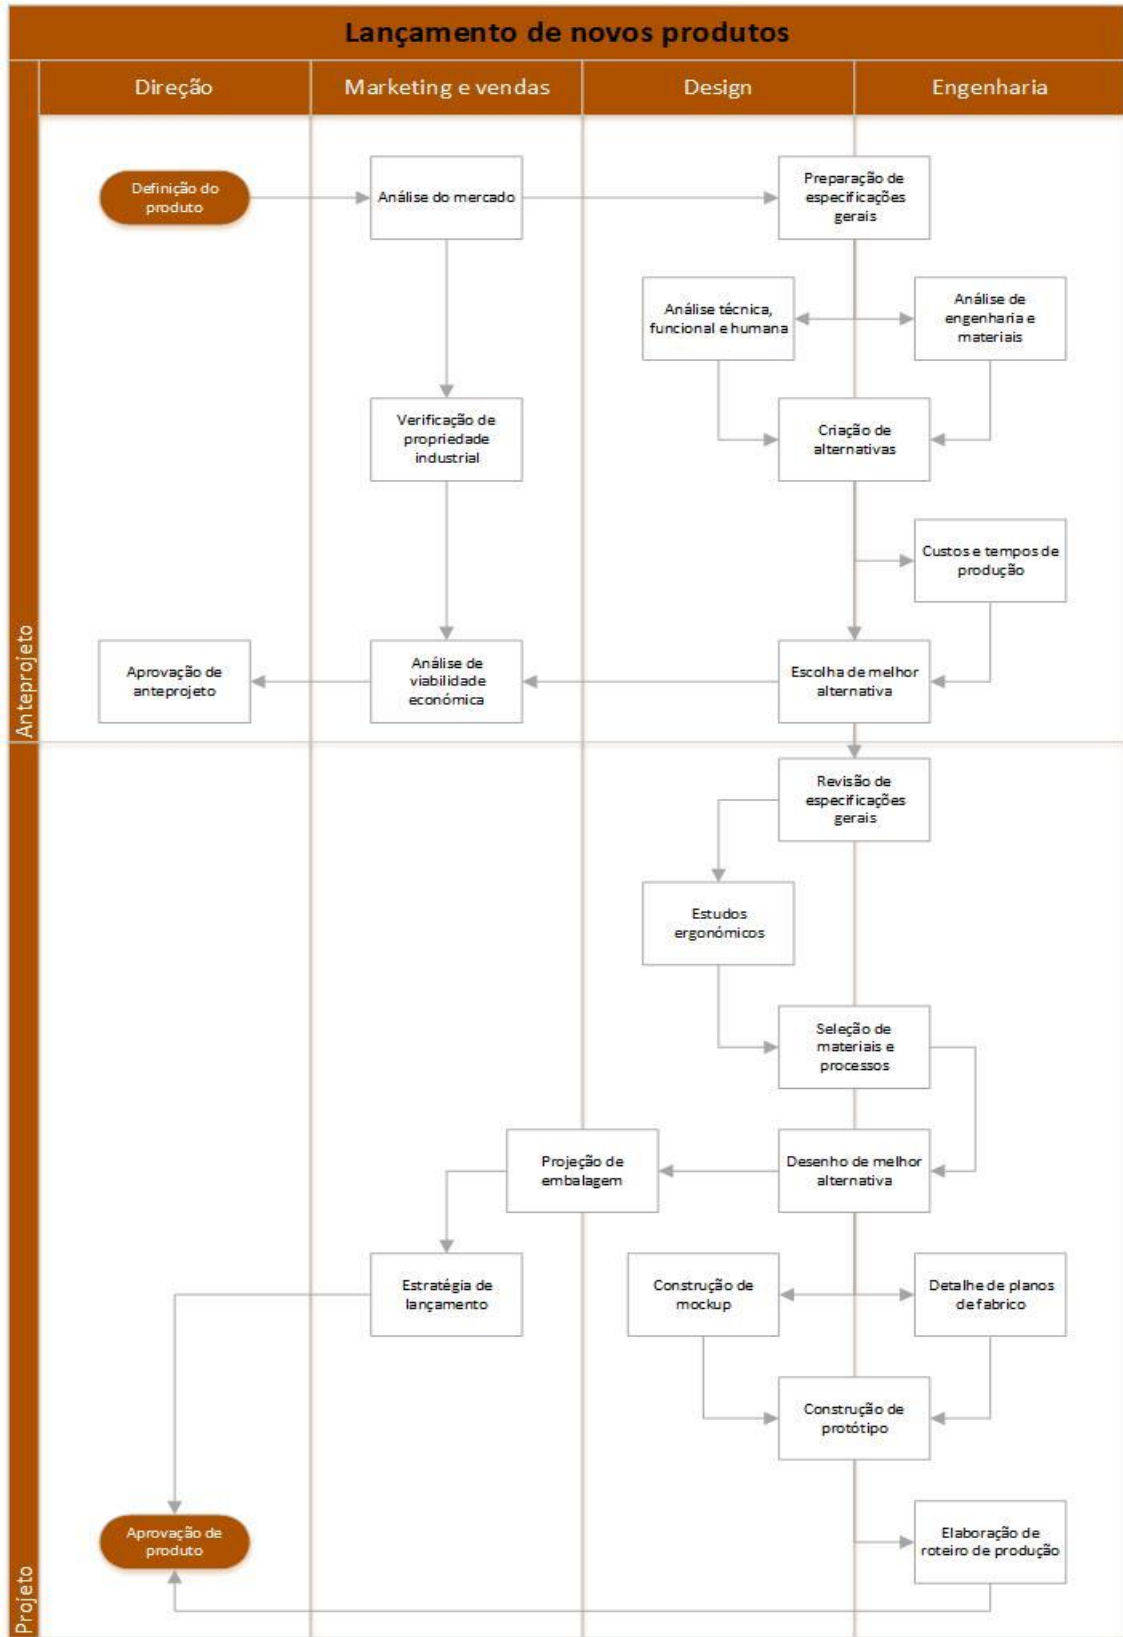 Lançamento de novos produtos
Direção
Marketing e vendas
Design
Engenharia
Anteprojeto
Definição do
produto
Análise do mercado
Preparação de
especificações
gerais
Análise técnica,
funcional e humana
Análise de
engenharia e
materiais
Verificação de
propriedade
industrial
Criação de
alternativas
Custos e tempos de
produção
Aprovação de
anteprojeto
Análise de
viabilidade
económica
Escolha de melhor
alternativa
Projeto
Revisão de
especificações
gerais
Estudos
ergonómicos
Seleção de
materiais e
processos
Projeção de
embalagem
Desenho de melhor
alternativa
Estratégia de
lançamento
Construção de
mockup
Detalhe de planos
de fabrico
Construção de
protótipo
Aprovação de
produto
Elaboração de
roteiro de produção